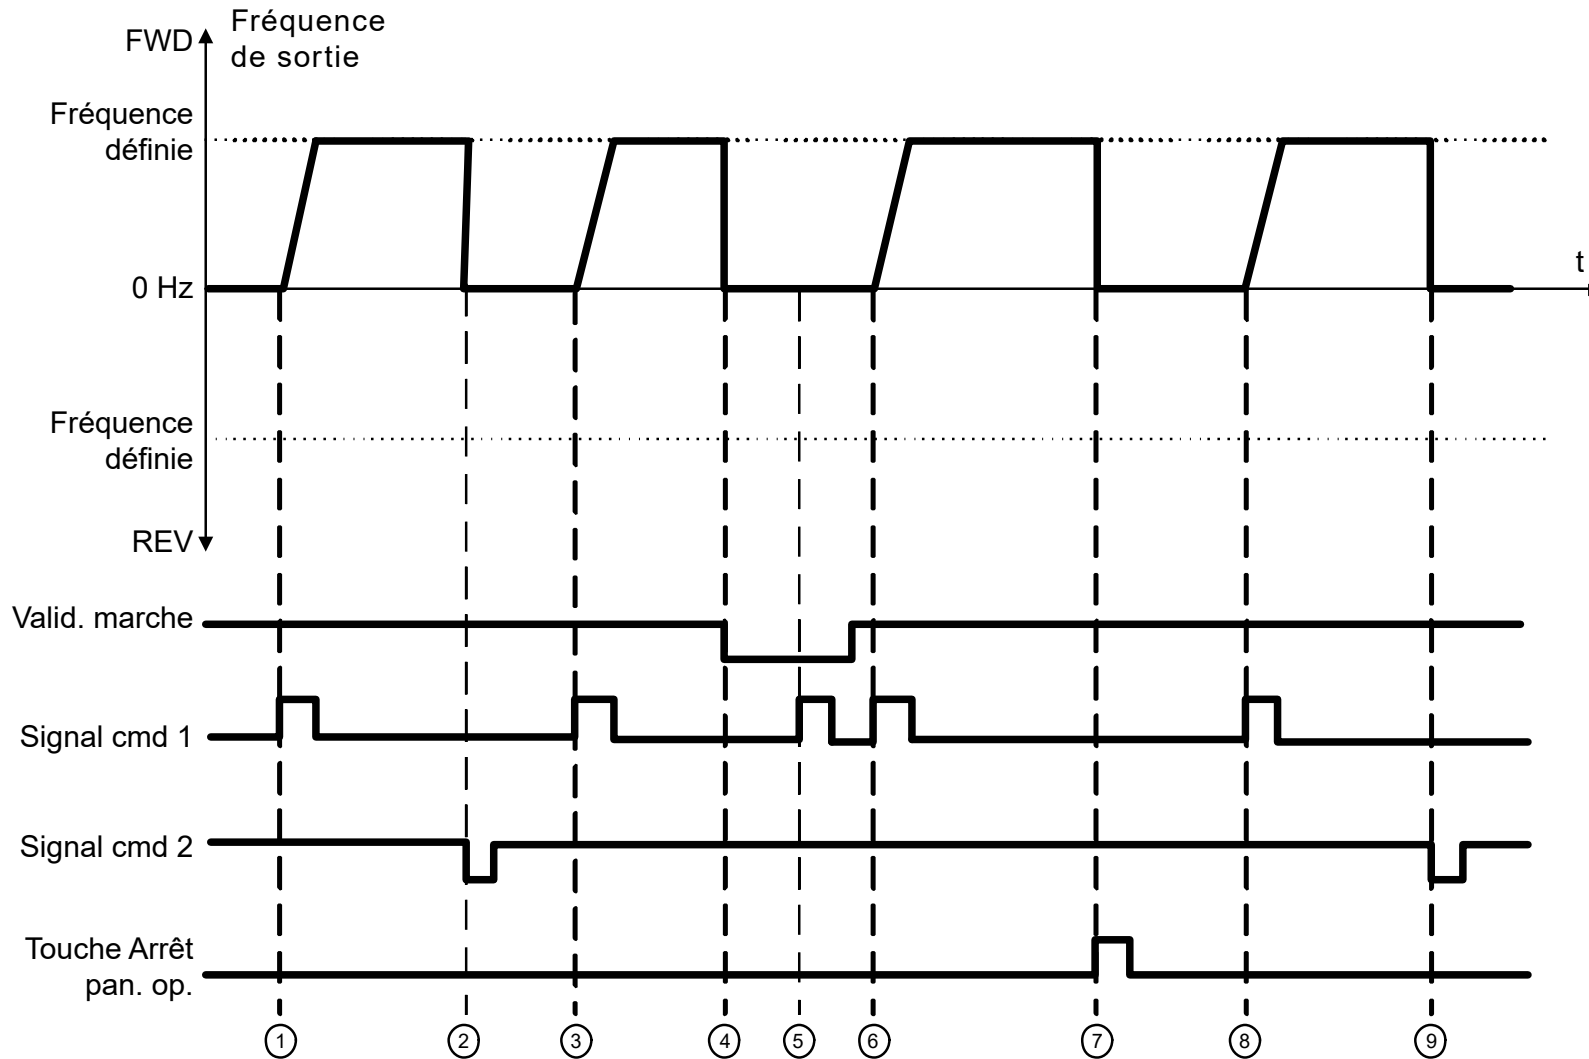 Fréquence
de sortie
FWD
Fréquence
définie
t
0 Hz
Fréquence
définie
REV
Valid. marche
Signal cmd 1
Signal cmd 2
Touche Arrêt
pan. op.
1 2 3 4 5 6 7 8 9